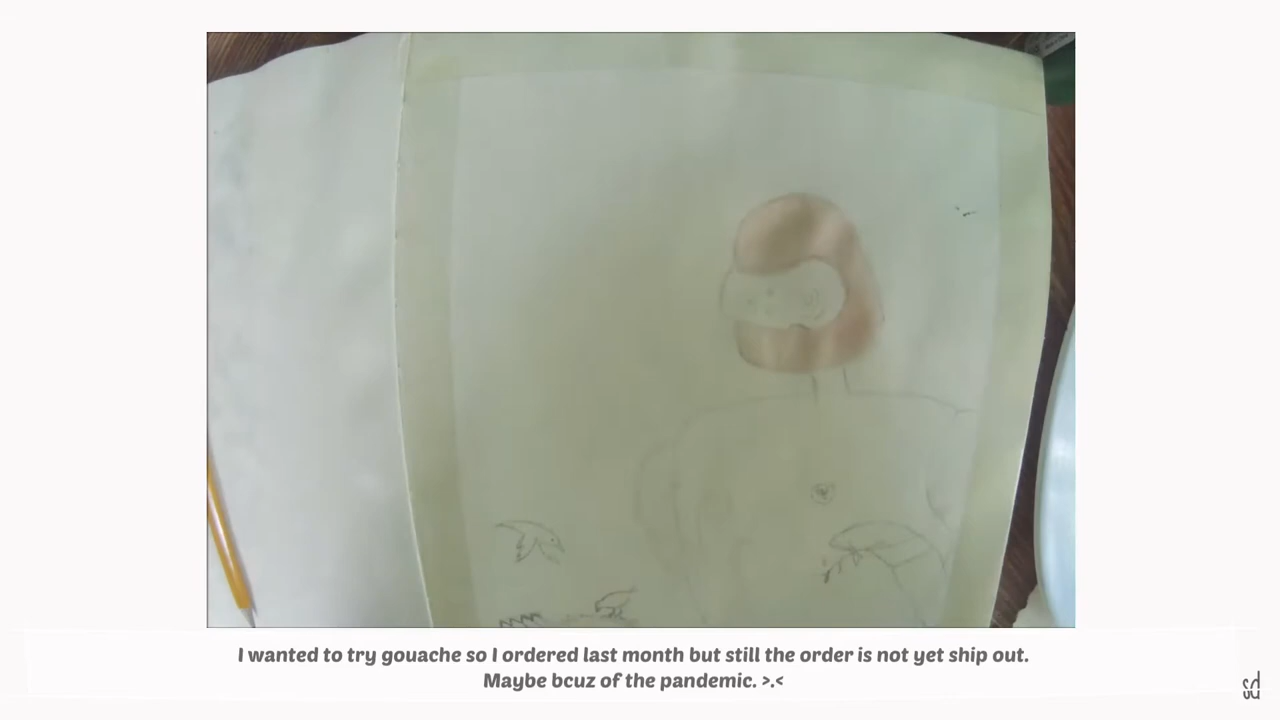 I wanted to try gouache so I ordered last month but still the order is not yet ship out.
Maybe bcuz of the pandemic. >.<
sd